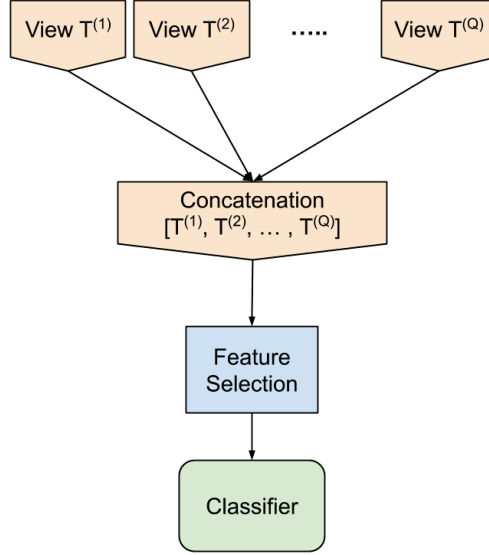 View T⁽¹⁾ View T⁽²⁾ ..... View T⁽Q⁾
Concatenation
[T⁽¹⁾, T⁽²⁾, … , T⁽Q⁾]
Feature
Selection
Classifier